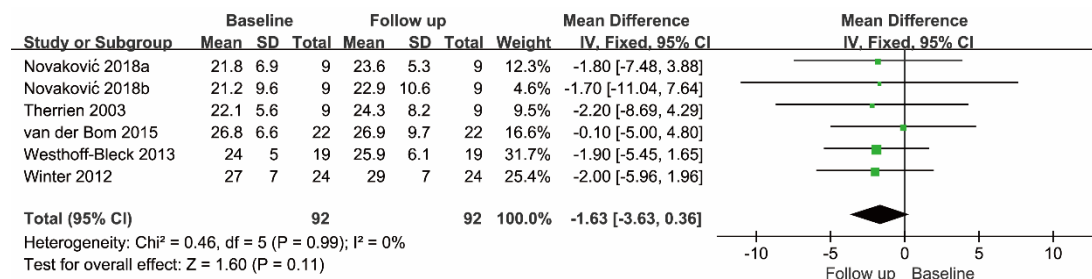 Baseline Follow up Mean Difference Mean Difference
Study or Subgroup Mean SD Total Mean SD Total Weight IV, Fixed, 95% CI IV, Fixed, 95% CI
Novaković 2018a 21.8 6.9 9 23.6 5.3 9 12.3% -1.80 [-7.48, 3.88]
Novaković 2018b 21.2 9.6 9 22.9 10.6 9 4.6% -1.70 [-11.04, 7.64]
Therrien 2003 22.1 5.6 9 24.3 8.2 9 9.5% -2.20 [-8.69, 4.29]
van der Bom 2015 26.8 6.6 22 26.9 9.7 22 16.6% -0.10 [-5.00, 4.80]
Westhoff-Bleck 2013 24 5 19 25.9 6.1 19 31.7% -1.90 [-5.45, 1.65]
Winter 2012 27 7 24 29 7 24 25.4% -2.00 [-5.96, 1.96]
Total (95% CI) 92 92 100.0% -1.63 [-3.63, 0.36]
Heterogeneity: Chi² = 0.46, df = 5 (P = 0.99); I² = 0%
Test for overall effect: Z = 1.60 (P = 0.11)
-10 -5 0 5 10
Follow up Baseline